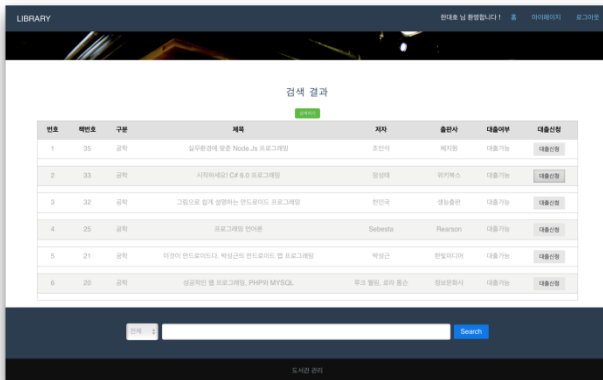 LIBRARY 현대호 님 환영합니다 ! 홈 마이페이지 로그아웃
검색 결과
번호 책번호 구분 제목 저자 출판사 대출여부 대출신청
1 35 공학 실무환경에 맞춘 Node.Js 프로그래밍 조민석 배지원 대출가능 대출신청
2 33 공학 시작하세요! C# 6.0 프로그래밍 정성태 위키북스 대출가능 대출신청
3 32 공학 그림으로 쉽게 설명하는 안드로이드 프로그래밍 천인국 생능출판 대출가능 대출신청
4 25 공학 프로그래밍 언어론 Sebesta Pearson 대출가능 대출신청
5 21 공학 이것이 안드로이드다, 박성근의 안드로이드 앱 프로그래밍 박성근 한빛미디어 대출가능 대출신청
6 20 공학 성공적인 웹 프로그래밍, PHP와 MYSQL 루크 웰링, 로라 톰슨 정보문화사 대출가능 대출신청
전체 Search
도서관 관리